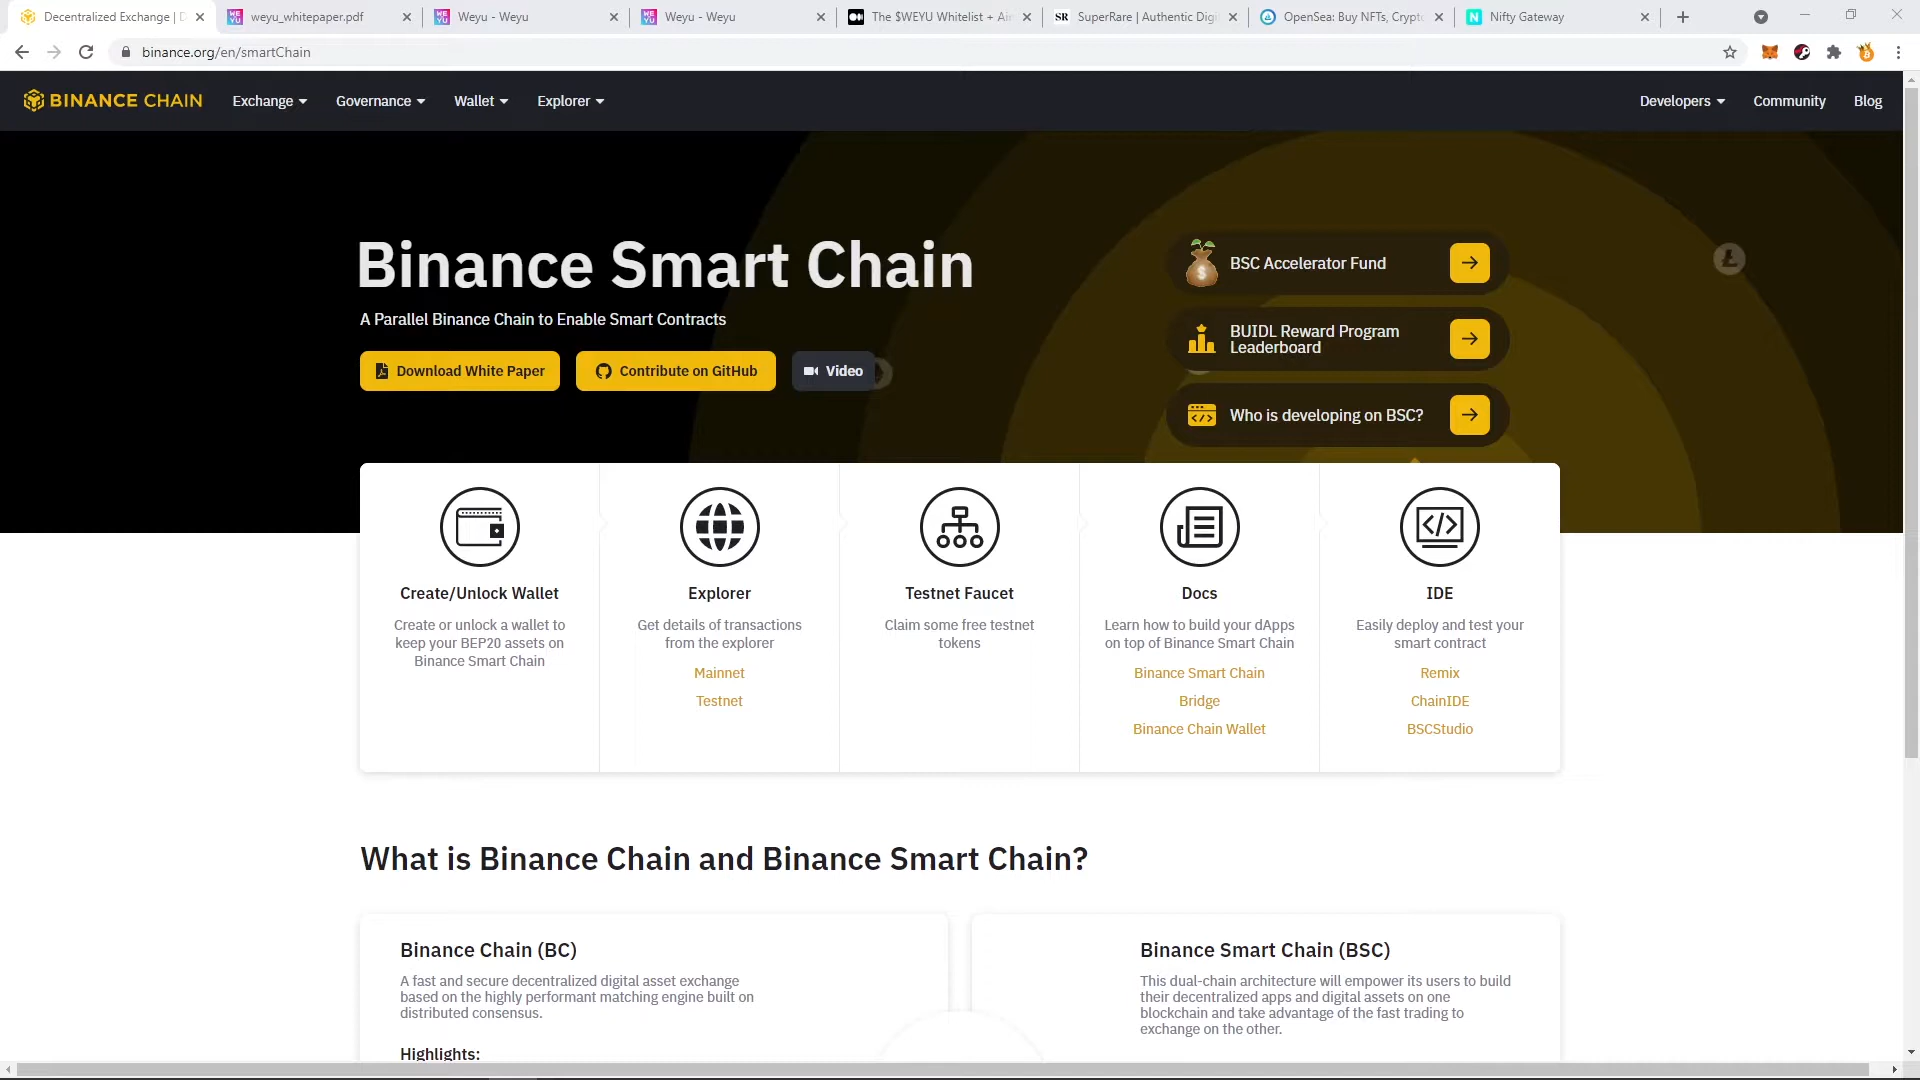 Decentralized Exchange | D
weyu_whitepaper.pdf
Weyu - Weyu
Weyu - Weyu
The $WEYU Whitelist + Air
SR SuperRare | Authentic Digi
OpenSea: Buy NFTs, Crypto
N Nifty Gateway
binance.org/en/smartChain
BINANCE CHAIN
Exchange
Governance
Wallet
Explorer
Developers
Community
Blog
Binance Smart Chain
A Parallel Binance Chain to Enable Smart Contracts
Download White Paper
Contribute on GitHub
Video
BSC Accelerator Fund
BUIDL Reward Program
Leaderboard
Who is developing on BSC?
Create/Unlock Wallet
Create or unlock a wallet to
keep your BEP20 assets on
Binance Smart Chain
Explorer
Get details of transactions
from the explorer
Mainnet
Testnet
Testnet Faucet
Claim some free testnet
tokens
Docs
Learn how to build your dApps
on top of Binance Smart Chain
Binance Smart Chain
Bridge
Binance Chain Wallet
IDE
Easily deploy and test your
smart contract
Remix
ChainIDE
BSCStudio
What is Binance Chain and Binance Smart Chain?
Binance Chain (BC)
A fast and secure decentralized digital asset exchange
based on the highly performant matching engine built on
distributed consensus.
Highlights:
Binance Smart Chain (BSC)
This dual-chain architecture will empower its users to build
their decentralized apps and digital assets on one
blockchain and take advantage of the fast trading to
exchange on the other.